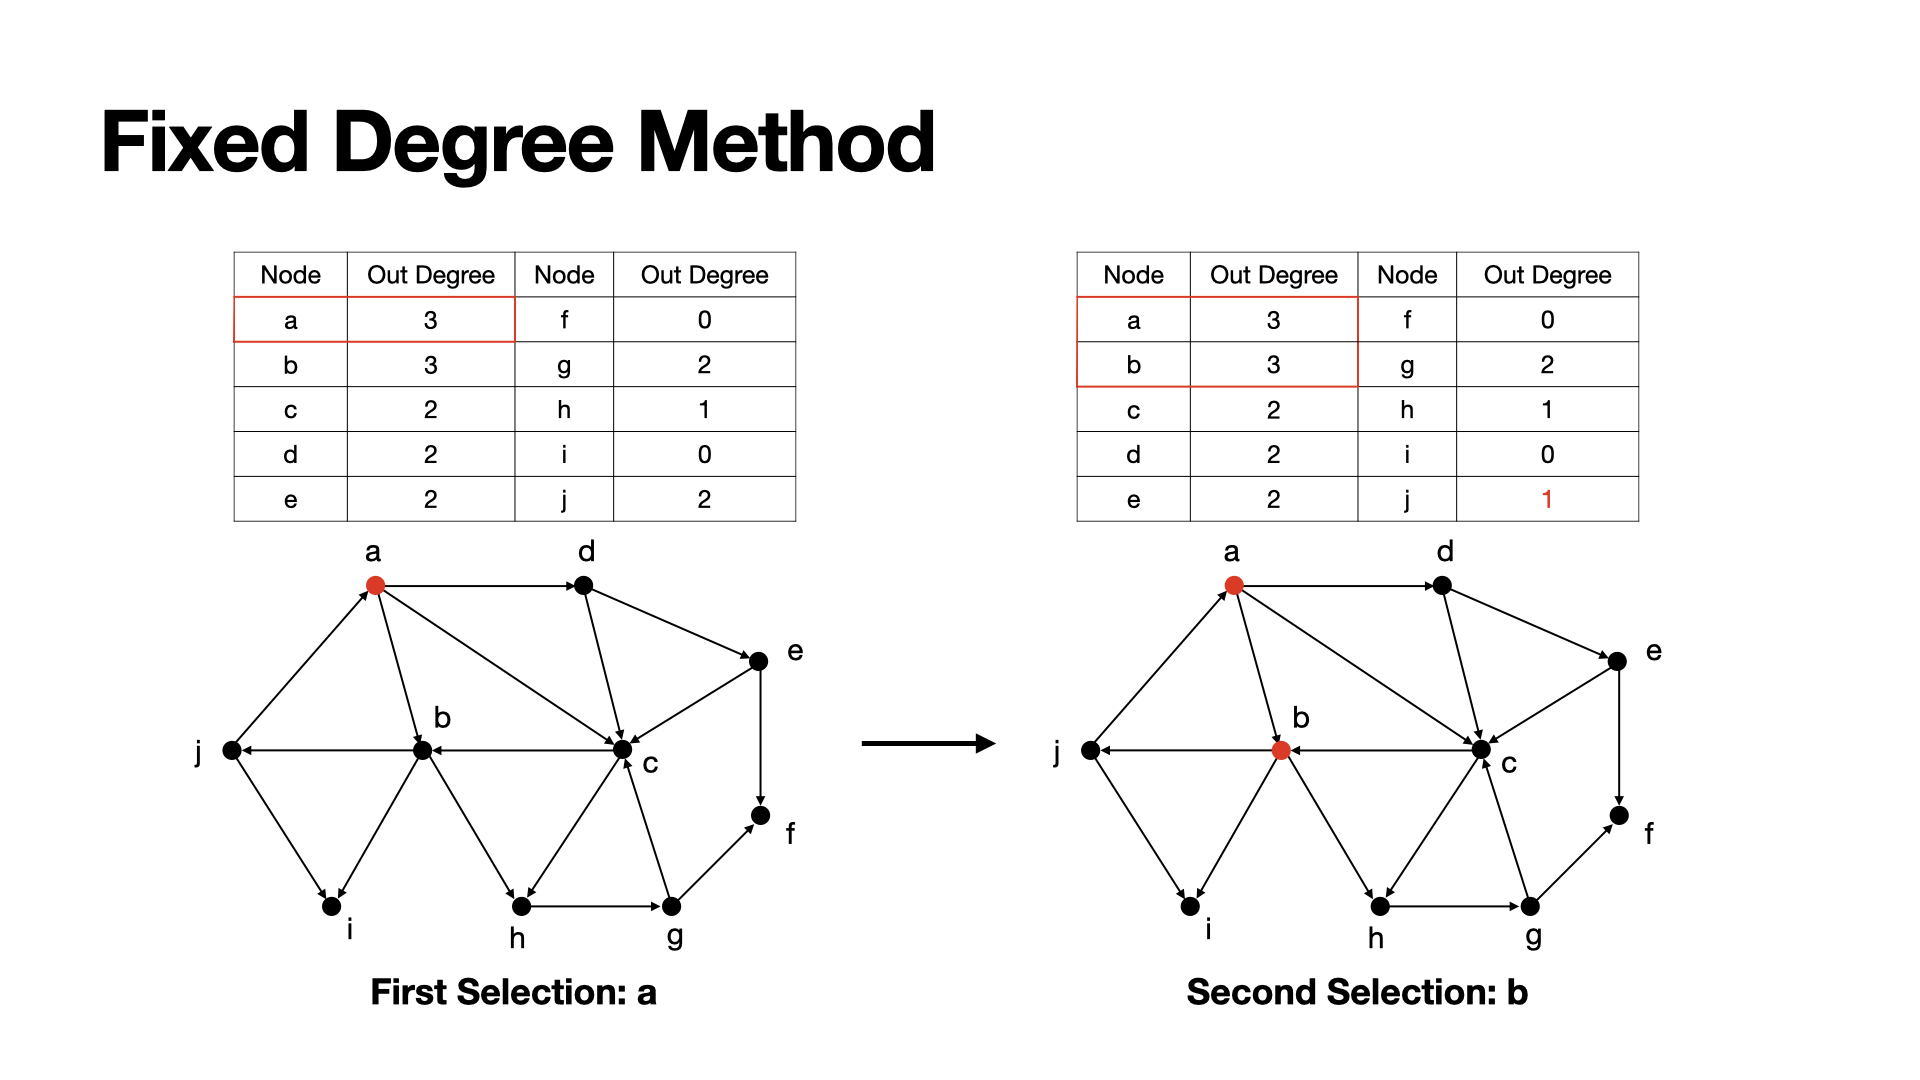 Fixed Degree Method
Node Out Degree Node Out Degree
a 3 f 0
b 3 g 2
c 2 h 1
d 2 i 0
e 2 j 2
Node Out Degree Node Out Degree
a 3 f 0
b 3 g 2
c 2 h 1
d 2 i 0
e 2 j 1
a d
e
b
j
c
f
i
h g
First Selection: a
a d
e
b
j
c
f
i
h g
Second Selection: b